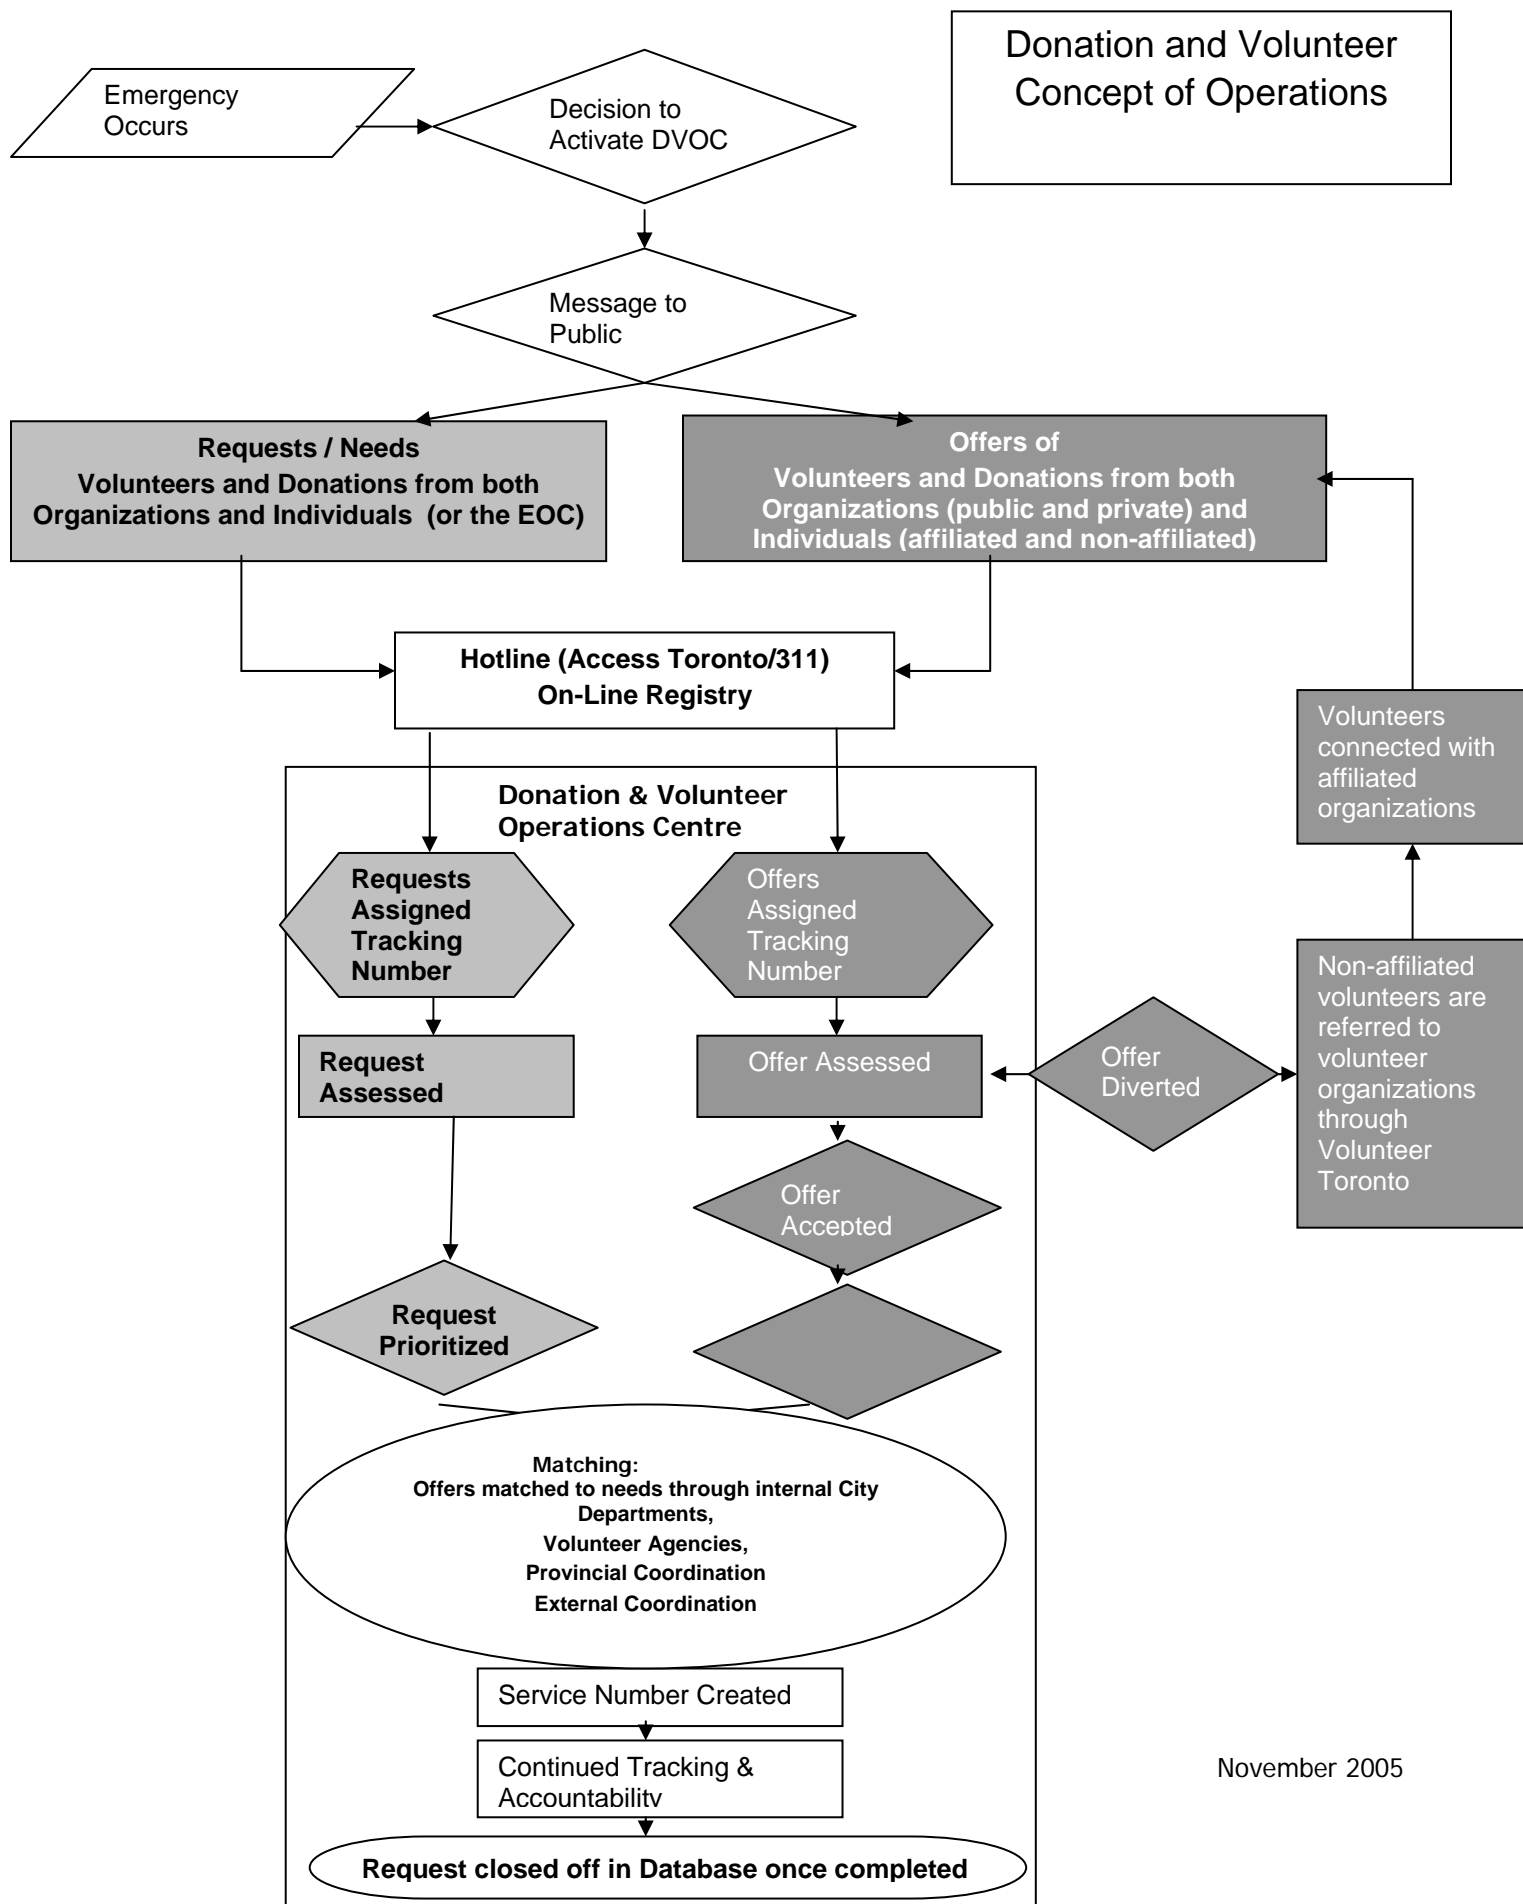 Donation and Volunteer
Concept of Operations
Emergency
Occurs
Decision to
Activate DVOC
Message to
Public
Requests / Needs
Volunteers and Donations from both
Organizations and Individuals (or the EOC)
Offers of
Volunteers and Donations from both
Organizations (public and private) and
Individuals (affiliated and non-affiliated)
Hotline (Access Toronto/311)
On-Line Registry
Volunteers
connected with
affiliated
organizations
Donation & Volunteer
Operations Centre
Requests
Assigned
Tracking
Number
Offers
Assigned
Tracking
Number
Non-affiliated
volunteers are
referred to
volunteer
organizations
through
Volunteer
Toronto
Request
Assessed
Offer Assessed
Offer
Diverted
Offer
Accepted
Request
Prioritized
Matching:
Offers matched to needs through internal City
Departments,
Volunteer Agencies,
Provincial Coordination
External Coordination
Service Number Created
Continued Tracking &
Accountability
November 2005
Request closed off in Database once completed